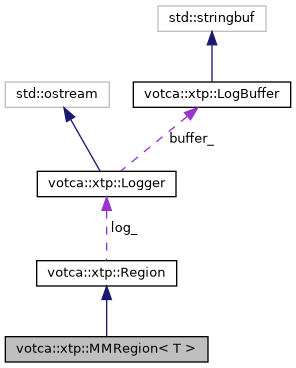 std::stringbuf
std::ostream
votca::xtp::LogBuffer
buffer_
votca::xtp::Logger
log_
votca::xtp::Region
votca::xtp::MMRegion< T >